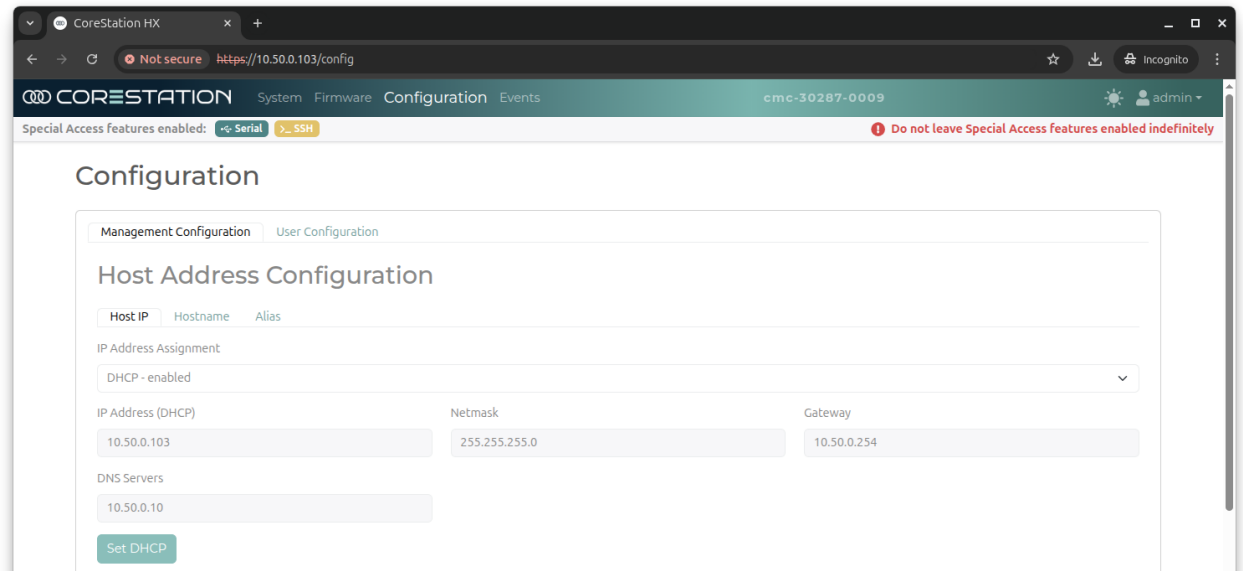 CoreStation HX
Not secure https://10.50.0.103/config Incognito
CORESTATION System Firmware Configuration Events cmc-30287-0009 admin
Special Access features enabled: Serial >_ SSH Do not leave Special Access features enabled indefinitely
Configuration
Management Configuration User Configuration
Host Address Configuration
Host IP Hostname Alias
IP Address Assignment
DHCP - enabled
IP Address (DHCP) Netmask Gateway
10.50.0.103 255.255.255.0 10.50.0.254
DNS Servers
10.50.0.10
Set DHCP